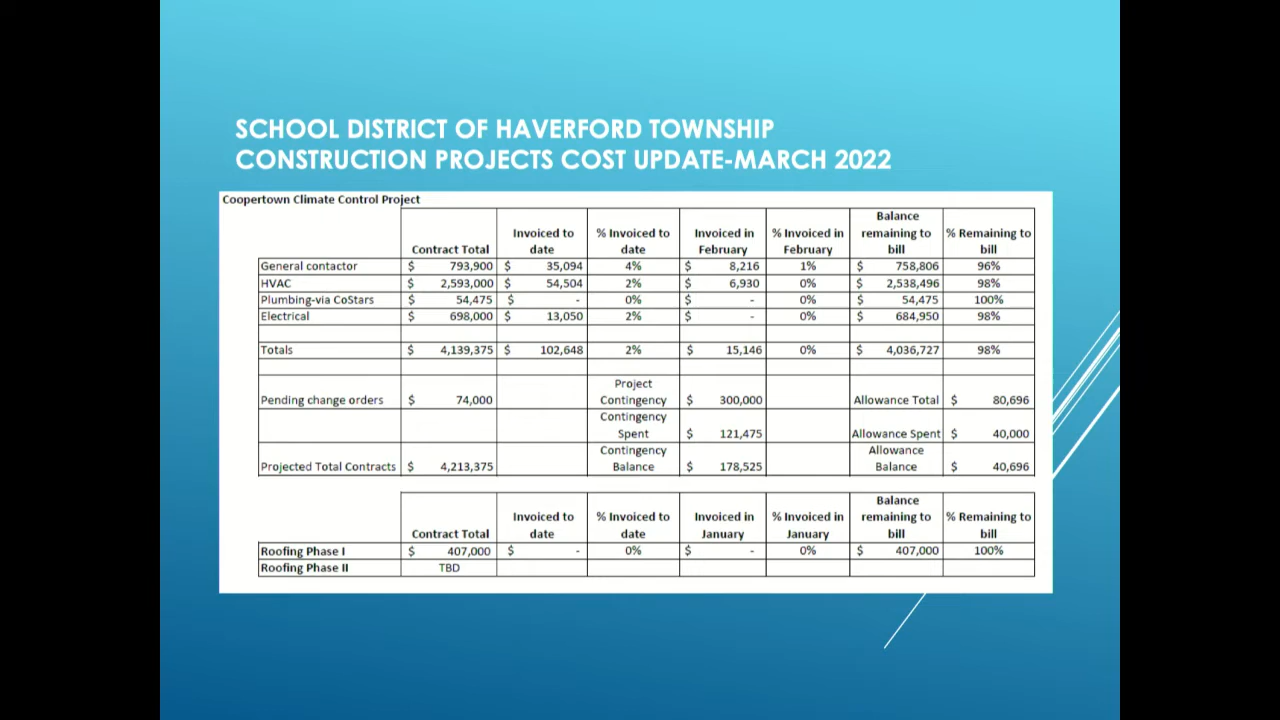 SCHOOL DISTRICT OF HAVERFORD TOWNSHIP
CONSTRUCTION PROJECTS COST UPDATE-MARCH 2022
Coopertown Climate Control Project
Contract Total Invoiced to date % Invoiced to date Invoiced in February % Invoiced in February Balance remaining to bill % Remaining to bill
General contactor $ 793,900 $ 35,094 4% $ 8,216 1% $ 758,806 96%
HVAC $ 2,593,000 $ 54,504 2% $ 6,930 0% $ 2,538,496 98%
Plumbing-via CoStars $ 54,475 $ - 0% $ - 0% $ 54,475 100%
Electrical $ 698,000 $ 13,050 2% $ - 0% $ 684,950 98%
Totals $ 4,139,375 $ 102,648 2% $ 15,146 0% $ 4,036,727 98%
Pending change orders $ 74,000 Project Contingency $ 300,000 Allowance Total $ 80,696
Contingency Spent $ 121,475 Allowance Spent $ 40,000
Projected Total Contracts $ 4,213,375 Contingency Balance $ 178,525 Allowance Balance $ 40,696
Contract Total Invoiced to date % Invoiced to date Invoiced in January % Invoiced in January Balance remaining to bill % Remaining to bill
Roofing Phase I $ 407,000 $ - 0% $ - 0% $ 407,000 100%
Roofing Phase II TBD